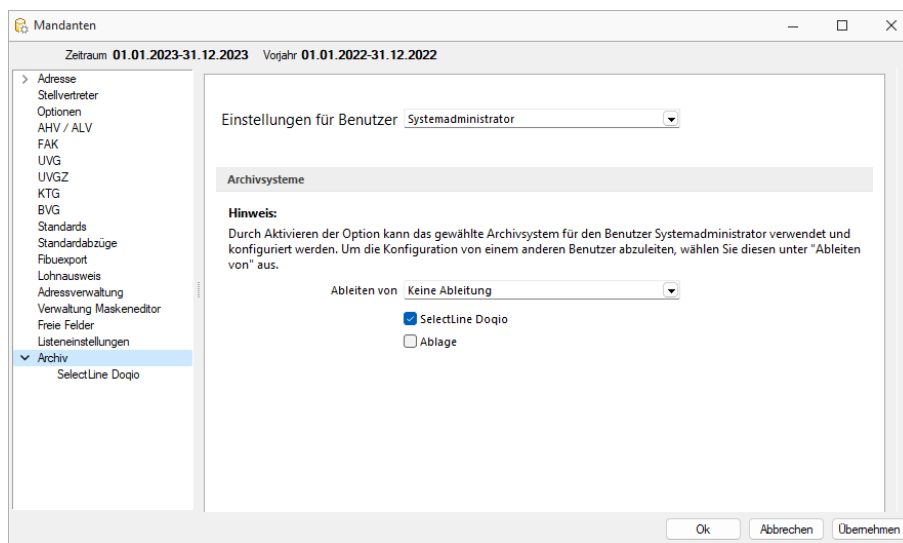 Mandanten
Zeitraum 01.01.2023-31.12.2023 Vorjahr 01.01.2022-31.12.2022
Adresse
Stellvertreter
Optionen
AHV / ALV
FAK
UVG
UVGZ
KTG
BVG
Standards
Standardabzüge
Fibuexport
Lohnausweis
Adressverwaltung
Verwaltung Maskeneditor
Freie Felder
Listeneinstellungen
Archiv
SelectLine Doqio
Einstellungen für Benutzer Systemadministrator
Archivsysteme
Hinweis:
Durch Aktivieren der Option kann das gewählte Archivsystem für den Benutzer Systemadministrator verwendet und
konfiguriert werden. Um die Konfiguration von einem anderen Benutzer abzuleiten, wählen Sie diesen unter "Ableiten
von" aus.
Ableiten von Keine Ableitung
SelectLine Doqio
Ablage
Ok Abbrechen Übernehmen